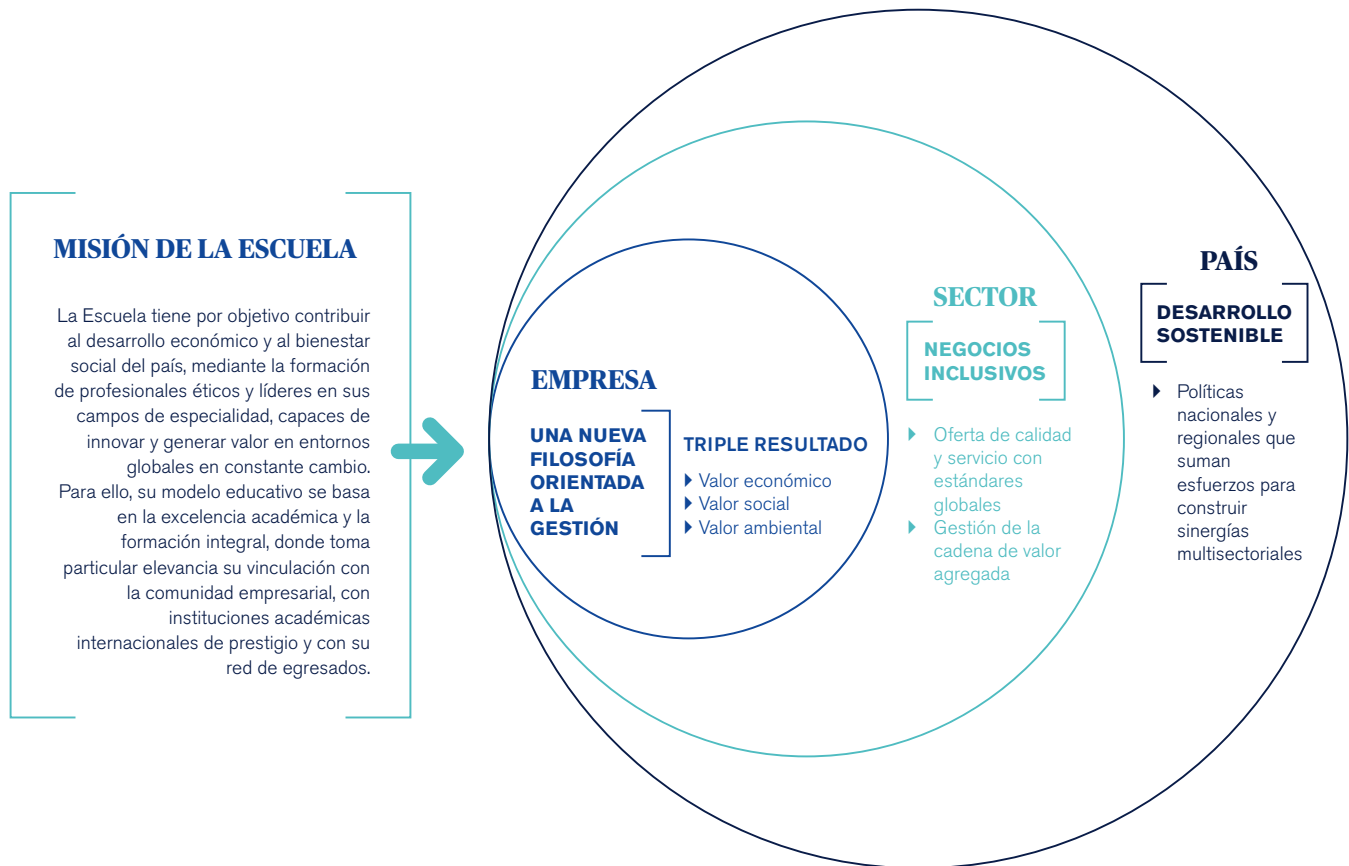 MISIÓN DE LA ESCUELA
La Escuela tiene por objetivo contribuir
al desarrollo económico y al bienestar
social del país, mediante la formación
de profesionales éticos y líderes en sus
campos de especialidad, capaces de
innovar y generar valor en entornos
globales en constante cambio.
Para ello, su modelo educativo se basa
en la excelencia académica y la
formación integral, donde toma
particular elevancia su vinculación con
la comunidad empresarial, con
instituciones académicas
internacionales de prestigio y con su
red de egresados.
EMPRESA
UNA NUEVA
FILOSOFÍA
ORIENTADA
A LA
GESTIÓN
TRIPLE RESULTADO
Valor económico
Valor social
Valor ambiental
SECTOR
NEGOCIOS
INCLUSIVOS
Oferta de calidad
y servicio con
estándares
globales
Gestión de la
cadena de valor
agregada
PAÍS
DESARROLLO
SOSTENIBLE
Políticas
nacionales y
regionales que
suman
esfuerzos para
construir
sinergías
multisectoriales